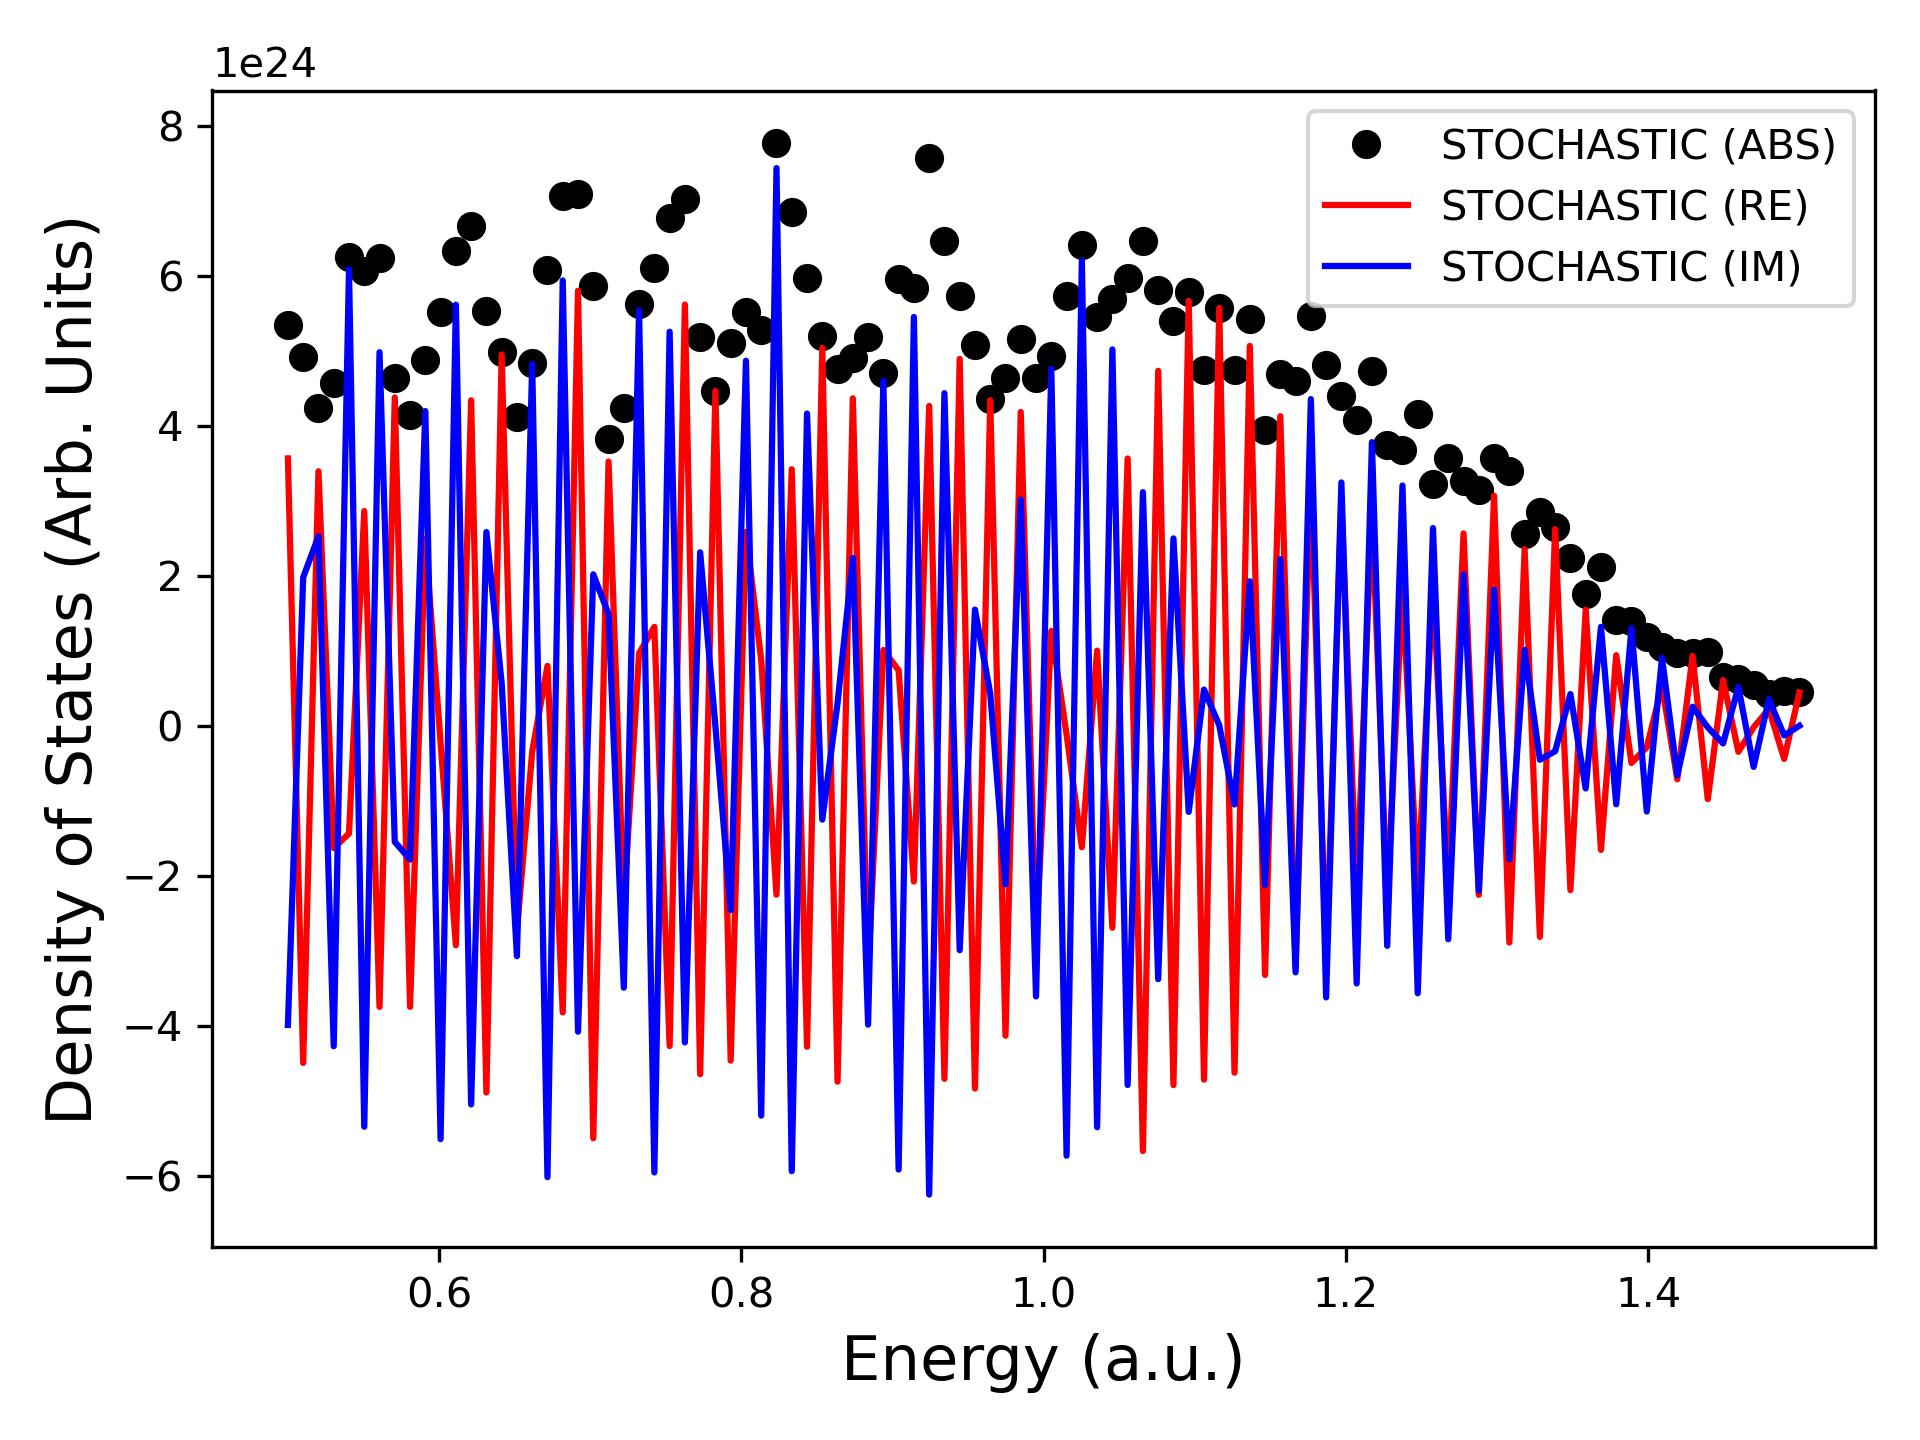 1e24
8
6
4
2
0
−2
−4
−6
Density of States (Arb. Units)
STOCHASTIC (ABS)
STOCHASTIC (RE)
STOCHASTIC (IM)
0.6 0.8 1.0 1.2 1.4
Energy (a.u.)